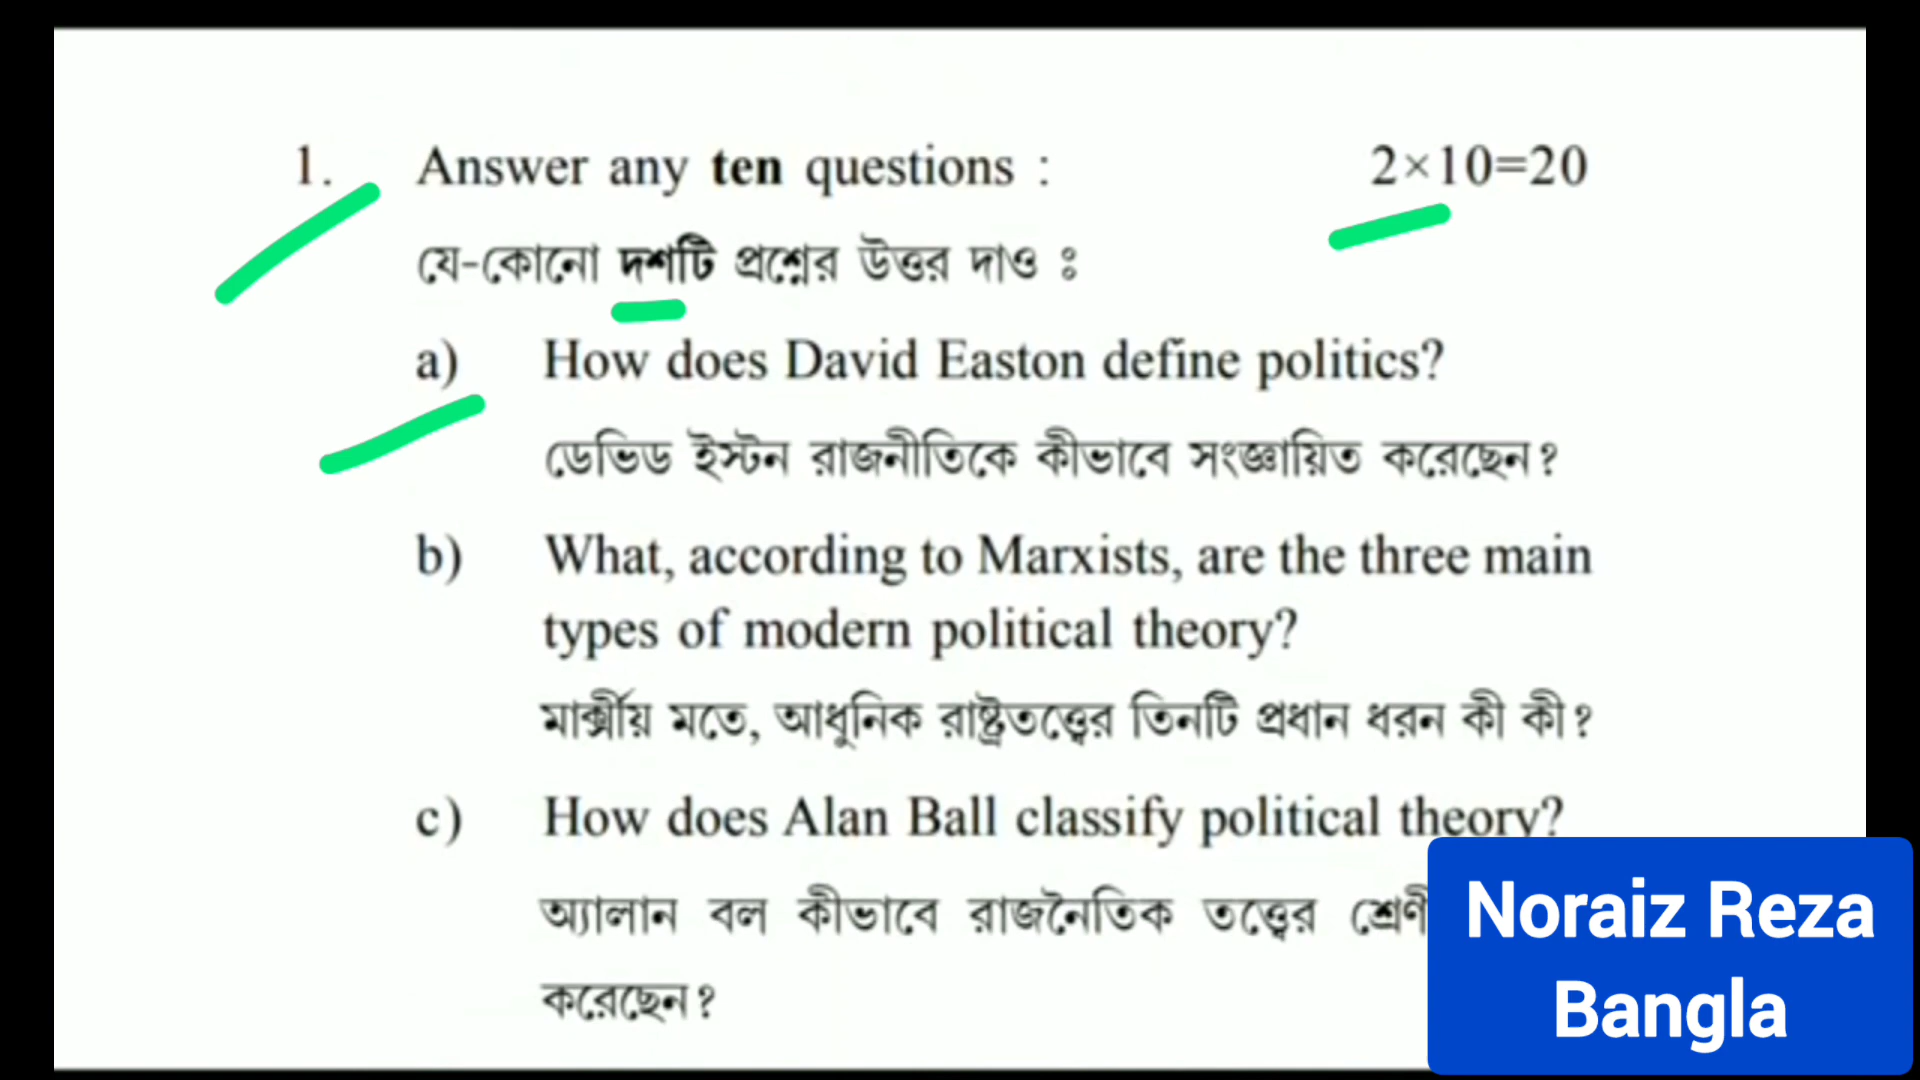 1. Answer any ten questions : 2×10=20
যে-কোনো দশটি প্রশ্নের উত্তর দাও ঃ
a) How does David Easton define politics?
ডেভিড ইস্টন রাজনীতিকে কীভাবে সংজ্ঞায়িত করেছেন?
b) What, according to Marxists, are the three main
types of modern political theory?
মার্ক্সীয় মতে, আধুনিক রাষ্ট্রতত্ত্বের তিনটি প্রধান ধরন কী কী?
c) How does Alan Ball classify political theory?
অ্যালান বল কীভাবে রাজনৈতিক তত্ত্বের
করেছেন?
Noraiz Reza
Bangla